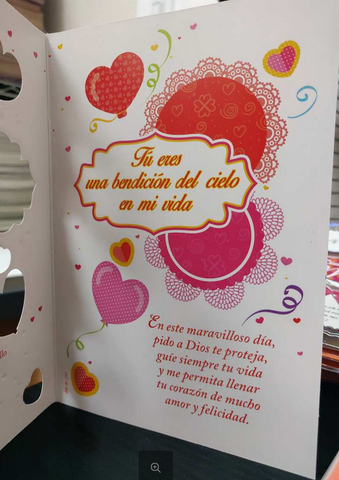 Tú eres
una bendición del cielo
en mi vida
En este maravilloso día,
pido a Dios te proteja,
guíe siempre tu vida
y me permita llenar
tu corazón de mucho
amor y felicidad.